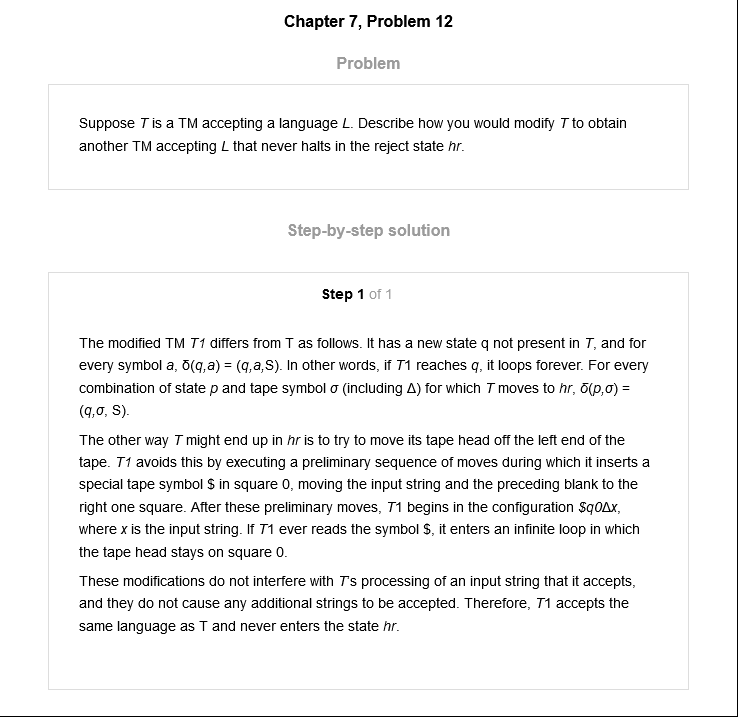 Chapter 7, Problem 12
Problem
Suppose T is a TM accepting a language L. Describe how you would modify T to obtain
another TM accepting L that never halts in the reject state hr.
Step-by-step solution
Step 1 of 1
The modified TM T1 differs from T as follows. It has a new state q not present in T, and for
every symbol a, δ(q,a) = (q,a,S). In other words, if T1 reaches q, it loops forever. For every
combination of state p and tape symbol σ (including Δ) for which T moves to hr, δ(p,σ) =
(q,σ, S).
The other way T might end up in hr is to try to move its tape head off the left end of the
tape. T1 avoids this by executing a preliminary sequence of moves during which it inserts a
special tape symbol $ in square 0, moving the input string and the preceding blank to the
right one square. After these preliminary moves, T1 begins in the configuration $q0Δx,
where x is the input string. If T1 ever reads the symbol $, it enters an infinite loop in which
the tape head stays on square 0.
These modifications do not interfere with T's processing of an input string that it accepts,
and they do not cause any additional strings to be accepted. Therefore, T1 accepts the
same language as T and never enters the state hr.